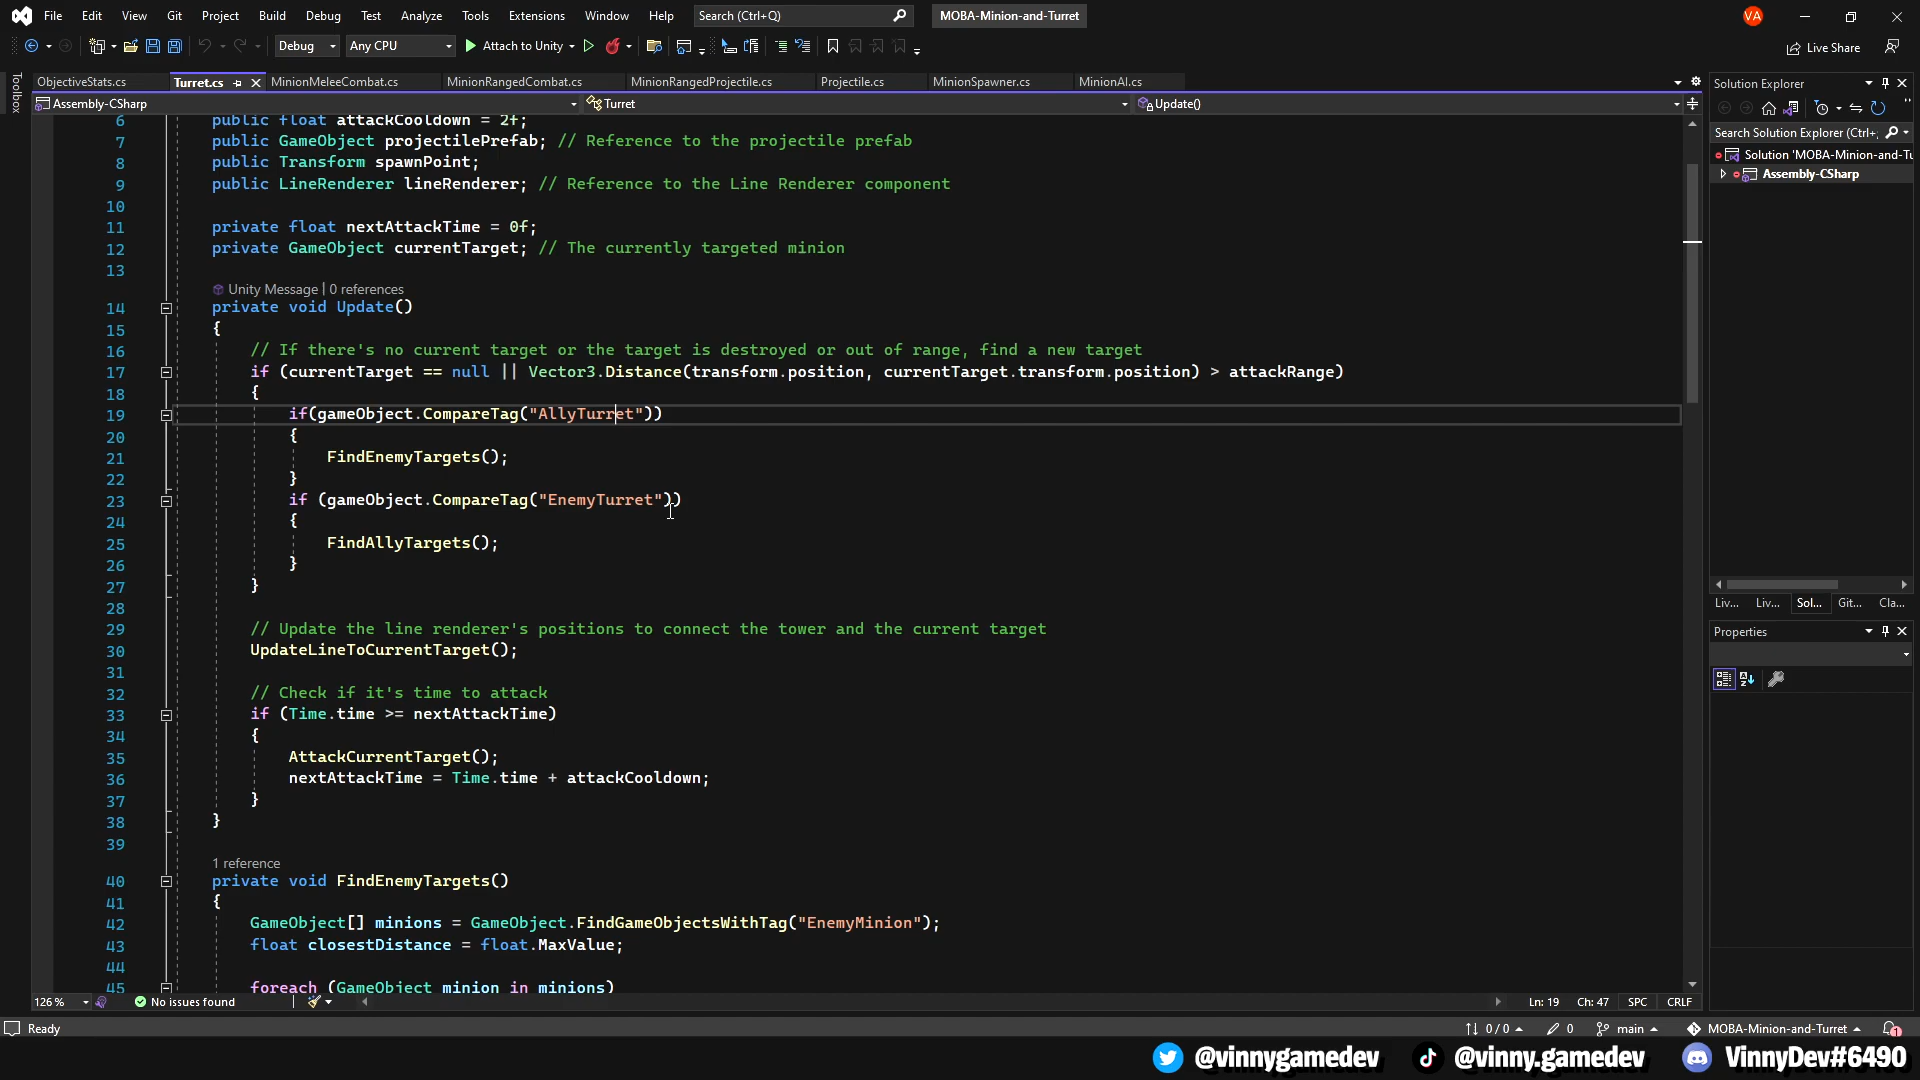 File Edit View Git Project Build Debug Test Analyze Tools Extensions Window Help Search (Ctrl+Q) MOBA-Minion-and-Turret VA
Debug Any CPU Attach to Unity Live Share
Toolbox
ObjectiveStats.cs Turret.cs MinionMeleeCombat.cs MinionRangedCombat.cs MinionRangedProjectile.cs Projectile.cs MinionSpawner.cs MinionAI.cs
Assembly-CSharp Turret Update()
6 public float attackCooldown = 2f;
7 public GameObject projectilePrefab; // Reference to the projectile prefab
8 public Transform spawnPoint;
9 public LineRenderer lineRenderer; // Reference to the Line Renderer component
10
11 private float nextAttackTime = 0f;
12 private GameObject currentTarget; // The currently targeted minion
13
Unity Message | 0 references
14 private void Update()
15 {
16 // If there's no current target or the target is destroyed or out of range, find a new target
17 if (currentTarget == null || Vector3.Distance(transform.position, currentTarget.transform.position) > attackRange)
18 {
19 if(gameObject.CompareTag("AllyTurret"))
20 {
21 FindEnemyTargets();
22 }
23 if (gameObject.CompareTag("EnemyTurret"))
24 {
25 FindAllyTargets();
26 }
27 }
28
29 // Update the line renderer's positions to connect the tower and the current target
30 UpdateLineToCurrentTarget();
31
32 // Check if it's time to attack
33 if (Time.time >= nextAttackTime)
34 {
35 AttackCurrentTarget();
36 nextAttackTime = Time.time + attackCooldown;
37 }
38 }
39
1 reference
40 private void FindEnemyTargets()
41 {
42 GameObject[] minions = GameObject.FindGameObjectsWithTag("EnemyMinion");
43 float closestDistance = float.MaxValue;
44
45 foreach (GameObject minion in minions)
126 % No issues found Ln: 19 Ch: 47 SPC CRLF
Solution Explorer
Search Solution Explorer (Ctrl+;
Solution 'MOBA-Minion-and-Tu
Assembly-CSharp
Liv... Liv... Sol... Git... Cla...
Properties
Ready 0 / 0 0 main MOBA-Minion-and-Turret 1
@vinnygamedev @vinny.gamedev VinnyDev#6490